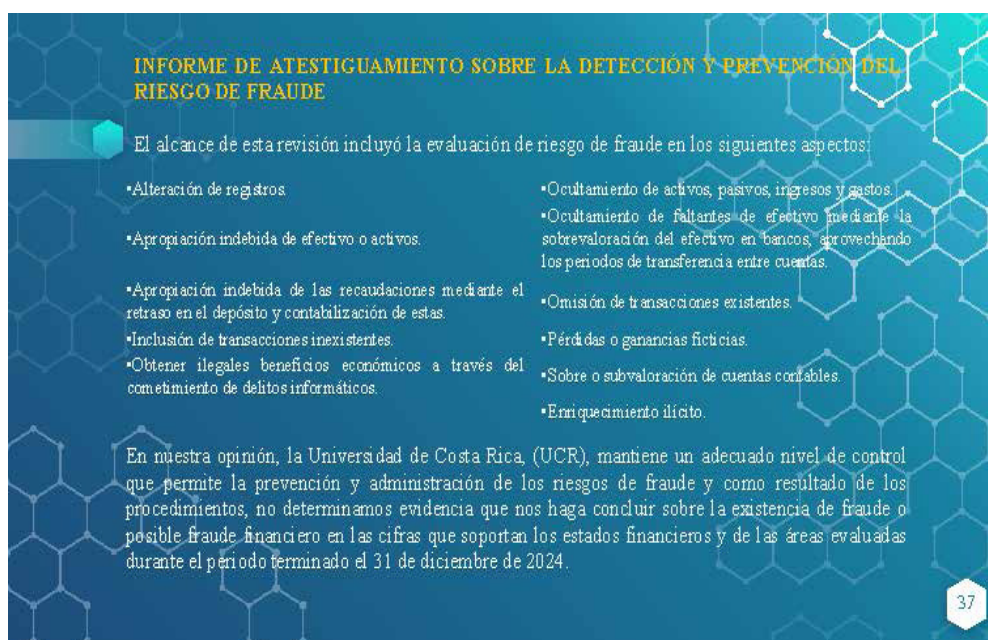 INFORME DE ATESTIGUAMIENTO SOBRE LA DETECCIÓN Y PREVENCIÓN DEL
RIESGO DE FRAUDE
El alcance de esta revisión incluyó la evaluación de riesgo de fraude en los siguientes aspectos:
▪Alteración de registros.
▪Apropiación indebida de efectivo o activos.
▪Apropiación indebida de las recaudaciones mediante el
retraso en el depósito y contabilización de estas.
▪Inclusión de transacciones inexistentes.
▪Obtener ilegales beneficios económicos a través del
cometimiento de delitos informáticos.
▪Ocultamiento de activos, pasivos, ingresos y gastos.
▪Ocultamiento de faltantes de efectivo mediante la
sobrevaloración del efectivo en bancos, aprovechando
los periodos de transferencia entre cuentas.
▪Omisión de transacciones existentes.
▪Pérdidas o ganancias ficticias.
▪Sobre o subvaloración de cuentas contables.
▪Enriquecimiento ilícito.
En nuestra opinión, la Universidad de Costa Rica, (UCR), mantiene un adecuado nivel de control
que permite la prevención y administración de los riesgos de fraude y como resultado de los
procedimientos, no determinamos evidencia que nos haga concluir sobre la existencia de fraude o
posible fraude financiero en las cifras que soportan los estados financieros y de las áreas evaluadas
durante el periodo terminado el 31 de diciembre de 2024.
37